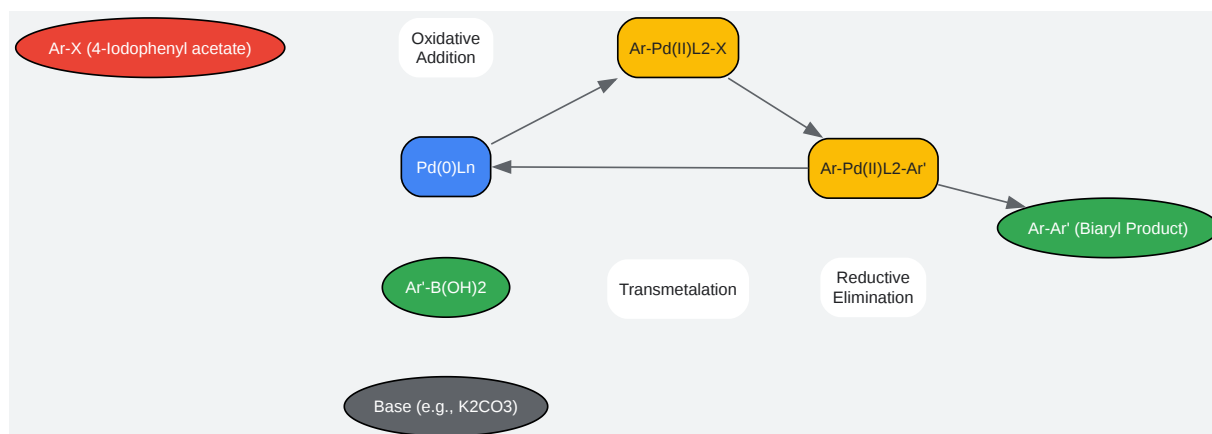 Ar-X (4-Iodophenyl acetate)
Oxidative
Addition
Ar-Pd(II)L2-X
Pd(0)Ln
Ar-Pd(II)L2-Ar'
Ar-Ar' (Biaryl Product)
Ar'-B(OH)2
Transmetalation
Reductive
Elimination
Base (e.g., K2CO3)